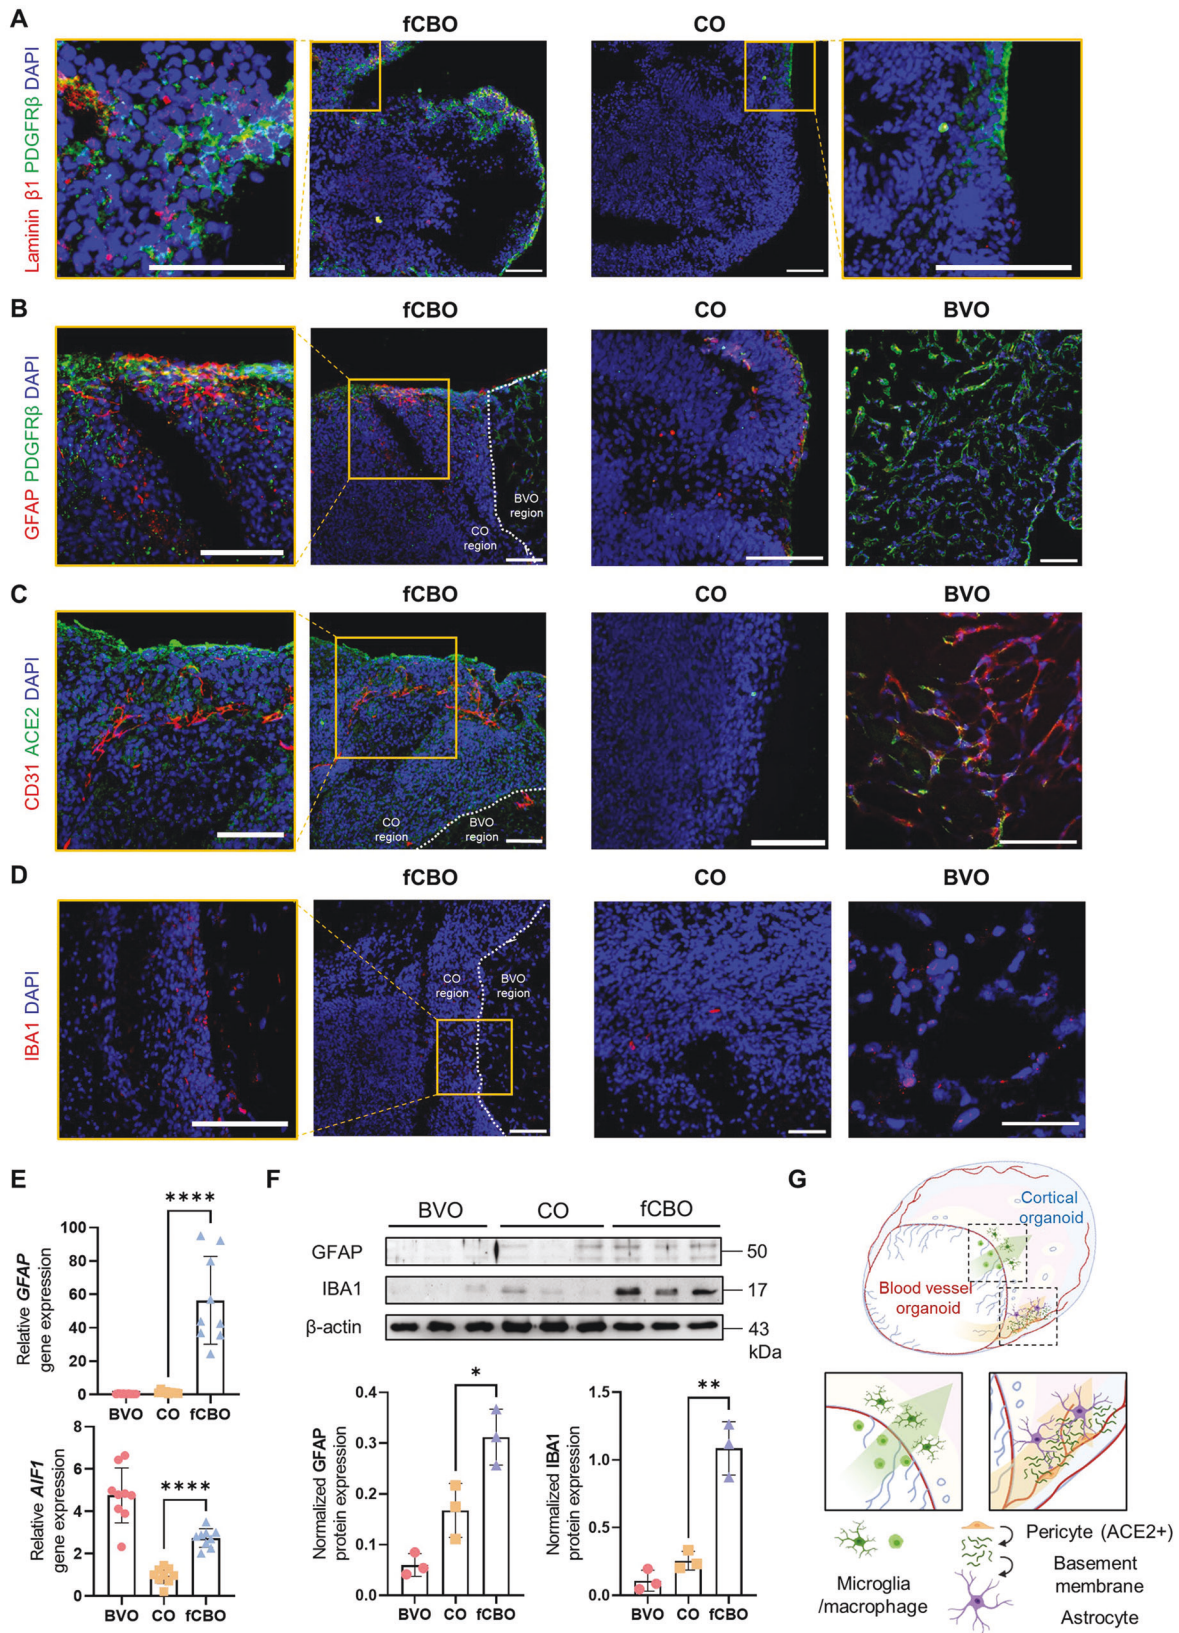 A
fCBO
CO
Laminin β1 PDGFRβ DAPI
B
fCBO
CO
BVO
GFAP PDGFRβ DAPI
BVO
region
CO
region
C
fCBO
CO
BVO
CD31 ACE2 DAPI
CO
region
BVO
region
D
fCBO
CO
BVO
IBA1 DAPI
CO
region
BVO
region
E
****
Relative GFAP
gene expression
100
80
60
40
20
0
BVO CO fCBO
****
Relative AIF1
gene expression
8
6
4
2
0
BVO CO fCBO
F
BVO CO fCBO
GFAP 50
IBA1 17
β-actin 43
kDa
*
Normalized GFAP
protein expression
0.4
0.3
0.2
0.1
0.0
BVO CO fCBO
**
Normalized IBA1
protein expression
1.5
1.0
0.5
0.0
BVO CO fCBO
G
Cortical
organoid
Blood vessel
organoid
Microglia
/macrophage
Pericyte (ACE2+)
Basement
membrane
Astrocyte